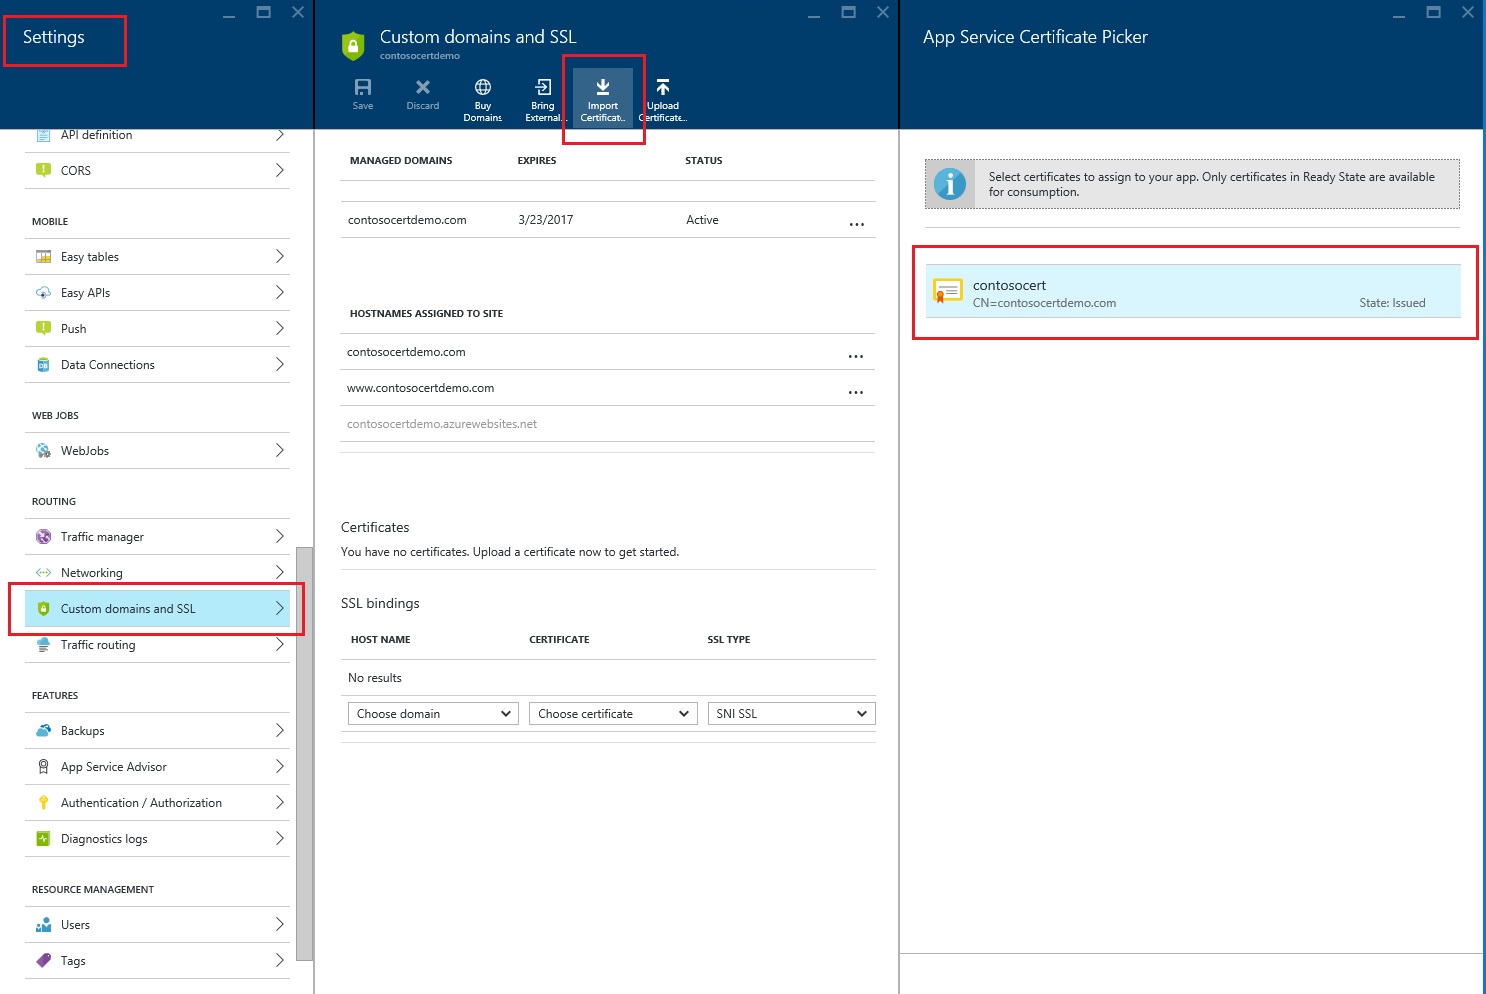 Settings
API definition
CORS
MOBILE
Easy tables
Easy APIs
Push
Data Connections
WEB JOBS
WebJobs
ROUTING
Traffic manager
Networking
Custom domains and SSL
Traffic routing
FEATURES
Backups
App Service Advisor
Authentication / Authorization
Diagnostics logs
RESOURCE MANAGEMENT
Users
Tags
Custom domains and SSL
contosocertdemo
Save
Discard
Buy
Domains
Bring
External..
Import
Certificat..
Upload
Certificate..
MANAGED DOMAINS EXPIRES STATUS
contosocertdemo.com 3/23/2017 Active ...
HOSTNAMES ASSIGNED TO SITE
contosocertdemo.com ...
www.contosocertdemo.com ...
contosocertdemo.azurewebsites.net
Certificates
You have no certificates. Upload a certificate now to get started.
SSL bindings
HOST NAME CERTIFICATE SSL TYPE
No results
Choose domain Choose certificate SNI SSL
App Service Certificate Picker
Select certificates to assign to your app. Only certificates in Ready State are available
for consumption.
contosocert
CN=contosocertdemo.com State: Issued